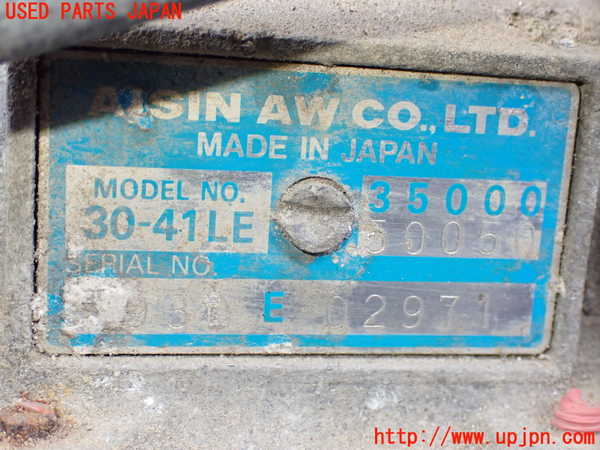 USED PARTS JAPAN
AISIN AW CO., LTD.
MADE IN JAPAN
MODEL NO.
30-41LE
35000
50050
SERIAL NO.
E 02971
http://www.upjpn.com